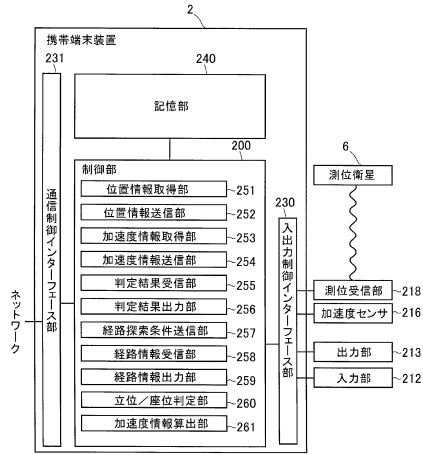 2
携帯端末装置
231
240
記憶部
200
制御部
位置情報取得部 251
位置情報送信部 252
加速度情報取得部 253
加速度情報送信部 254
判定結果受信部 255
判定結果出力部 256
経路探索条件送信部 257
経路情報受信部 258
経路情報出力部 259
立位/座位判定部 260
加速度情報算出部 261
通信制御インターフェース部
ネットワーク
230
入出力制御インターフェース部
6
測位衛星
測位受信部 218
加速度センサ 216
出力部 213
入力部 212